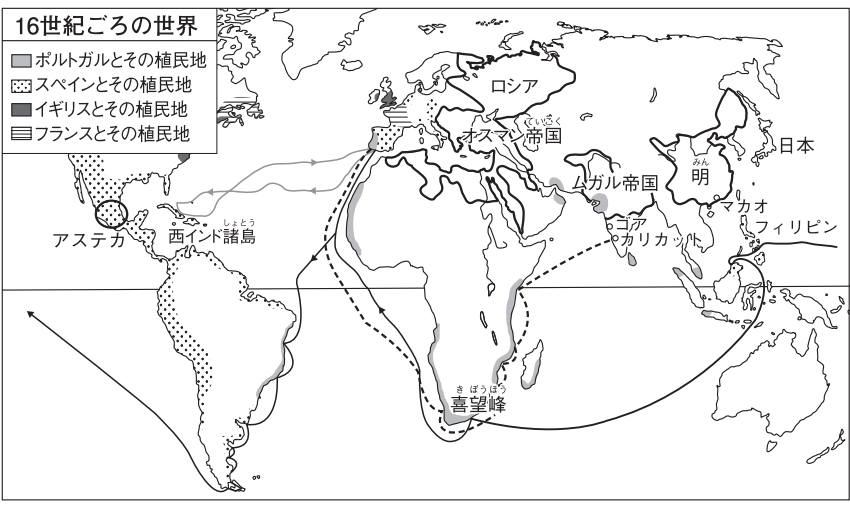 16世紀ごろの世界
ポルトガルとその植民地
スペインとその植民地
イギリスとその植民地
フランスとその植民地
ロシア
ていこく
オスマン帝国
日本
みん
明
ムガル帝国
マカオ
ゴア
カリカット
フィリピン
アステカ
しょとう
西インド諸島
き ぼうほう
喜望峰